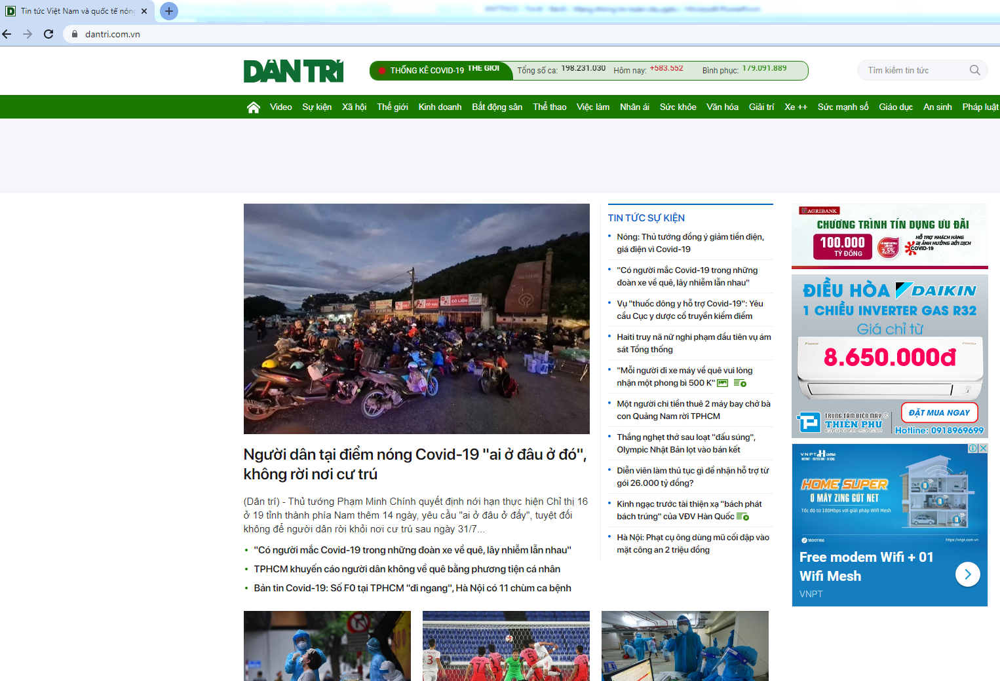 Tin tức Việt Nam và quốc tế nóng
dantri.com.vn
DÂN TRÍ
THỐNG KÊ COVID-19 THẾ GIỚI
Tổng số ca: 198.231.030
Hôm nay: +583.552
Bình phục: 179.091.889
Tìm kiếm tin tức
Video Sự kiện Xã hội Thế giới Kinh doanh Bất động sản Thể thao Việc làm Nhân ái Sức khỏe Văn hóa Giải trí Xe ++ Sức mạnh số Giáo dục An sinh Pháp luật
Người dân tại điểm nóng Covid-19 "ai ở đâu ở đó",
không rời nơi cư trú
(Dân trí) - Thủ tướng Phạm Minh Chính quyết định nới hạn thực hiện Chỉ thị 16
ở 19 tỉnh thành phía Nam thêm 14 ngày, yêu cầu "ai ở đâu ở đấy", tuyệt đối
không để người dân rời khỏi nơi cư trú sau ngày 31/7...
"Có người mắc Covid-19 trong những đoàn xe về quê, lây nhiễm lẫn nhau"
TPHCM khuyến cáo người dân không về quê bằng phương tiện cá nhân
Bản tin Covid-19: Số F0 tại TPHCM "đi ngang", Hà Nội có 11 chùm ca bệnh
TIN TỨC SỰ KIỆN
Nóng: Thủ tướng đồng ý giảm tiền điện,
giá điện vì Covid-19
"Có người mắc Covid-19 trong những
đoàn xe về quê, lây nhiễm lẫn nhau"
Vụ "thuốc đông y hỗ trợ Covid-19": Yêu
cầu Cục y dược cổ truyền kiểm điểm
Haiti truy nã nữ nghi phạm đầu tiên vụ ám
sát Tổng thống
"Mỗi người đi xe máy về quê vui lòng
nhận một phong bì 500 K"
Một người chi tiền thuê 2 máy bay chở bà
con Quảng Nam rời TPHCM
Thắng nghẹt thở sau loạt "đấu súng",
Olympic Nhật Bản lọt vào bán kết
Diễn viên làm thủ tục gì để nhận hỗ trợ từ
gói 26.000 tỷ đồng?
Kinh ngạc trước tài thiện xạ "bách phát
bách trúng" của VĐV Hàn Quốc
Hà Nội: Phạt cụ ông dùng mũ cối đập vào
mặt công an 2 triệu đồng
AGRIBANK
CHƯƠNG TRÌNH TÍN DỤNG ƯU ĐÃI
100.000
TỶ ĐỒNG
2,5%
HỖ TRỢ KHÁCH HÀNG
BỊ ẢNH HƯỞNG BỞI DỊCH
COVID-19
ĐIỀU HÒA DAIKIN
1 CHIỀU INVERTER GAS R32
Giá chỉ từ
8.650.000đ
ĐẶT MUA NGAY
TRUNG TÂM ĐIỆN MÁY
THIÊN PHÚ
Hotline: 0918969699
VNPT Home
INTERNET - TRUYỀN HÌNH - DI ĐỘNG
HOME SUPER
Ơ MÂY ZING GÚT NET
Tốc độ từ 100Mbps với giải pháp Wifi Mesh
18001166
https://vnpt.com.vn
Free modem Wifi + 01
Wifi Mesh
VNPT